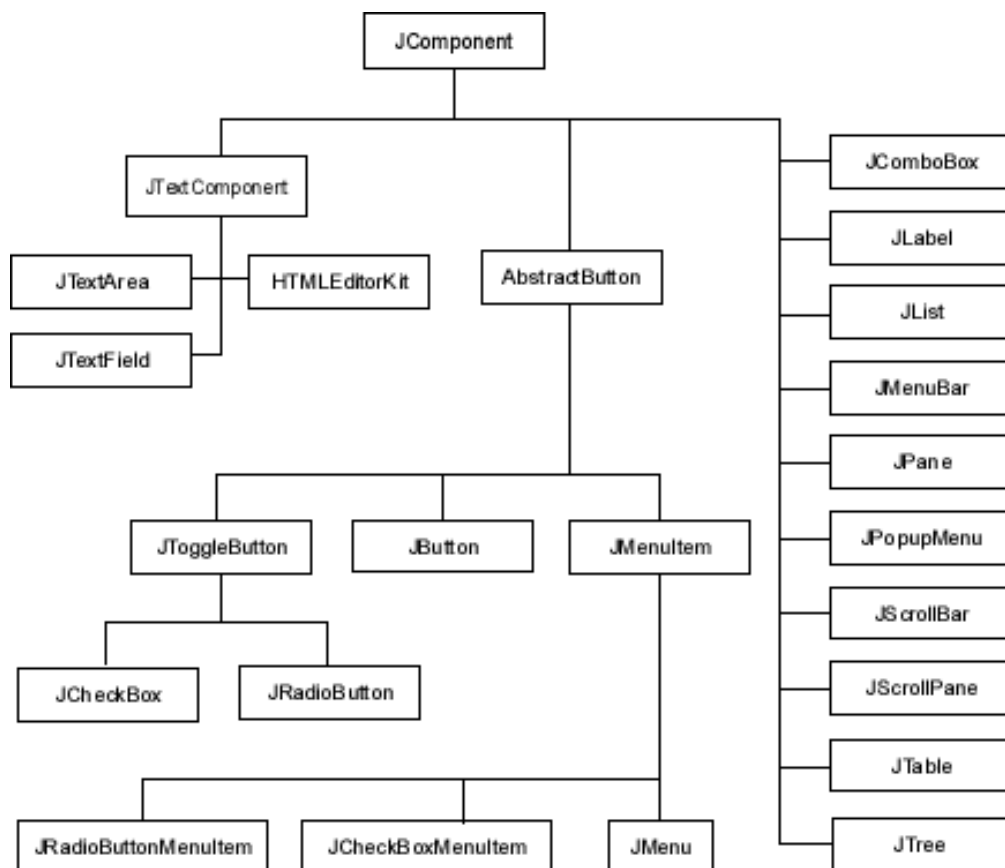 JComponent
JTextComponent
JTextArea
HTMLEditorKit
JTextField
AbstractButton
JToggleButton
JButton
JMenuItem
JCheckBox
JRadioButton
JRadioButtonMenuItem
JCheckBoxMenuItem
JMenu
JComboBox
JLabel
JList
JMenuBar
JPane
JPopupMenu
JScrollBar
JScrollPane
JTable
JTree